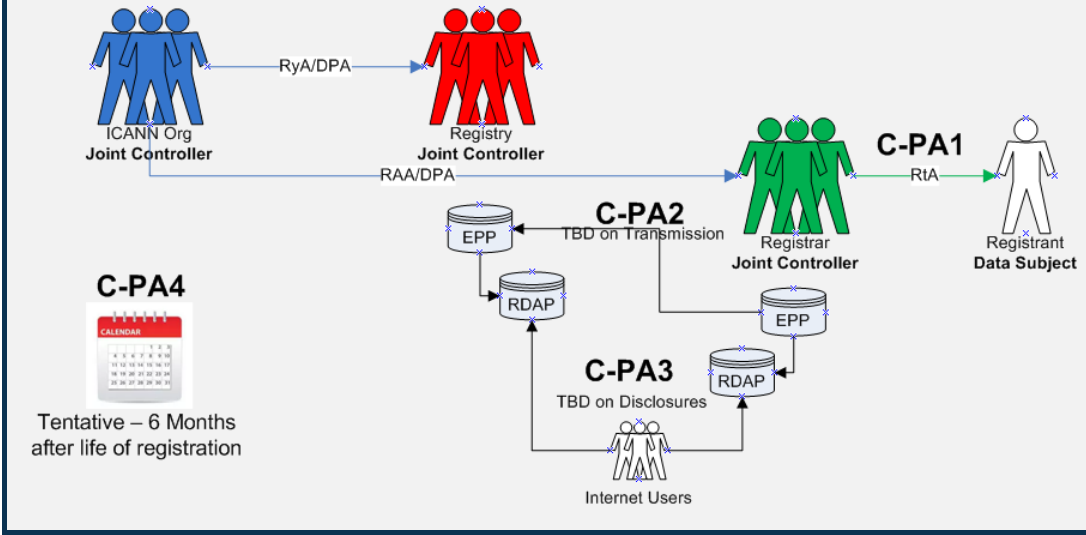 RyA/DPA
ICANN Org
Joint Controller
Registry
Joint Controller
RAA/DPA
C-PA1
RtA
Registrar
Joint Controller
Registrant
Data Subject
C-PA2
TBD on Transmission
EPP
RDAP
EPP
RDAP
C-PA3
TBD on Disclosures
Internet Users
C-PA4
CALENDAR
Tentative – 6 Months
after life of registration